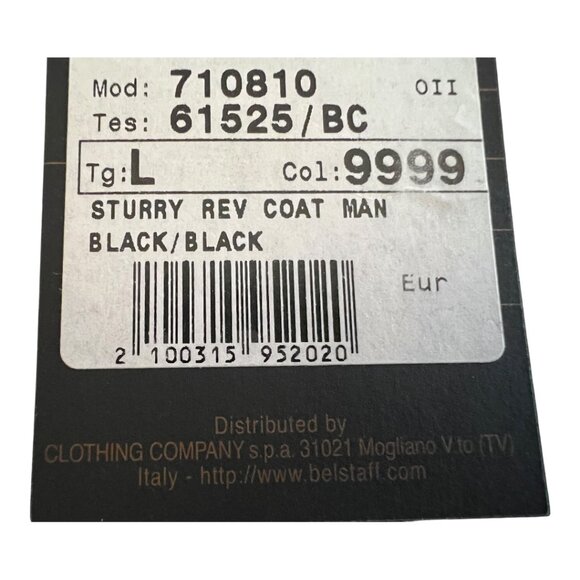 Mod: 710810 OII
Tes: 61525/BC
Tg:L Col:9999
STURRY REV COAT MAN
BLACK/BLACK
Eur
2 100315 952020
Distributed by
CLOTHING COMPANY s.p.a. 31021 Mogliano V.to (TV)
Italy - http://www.belstaff.com